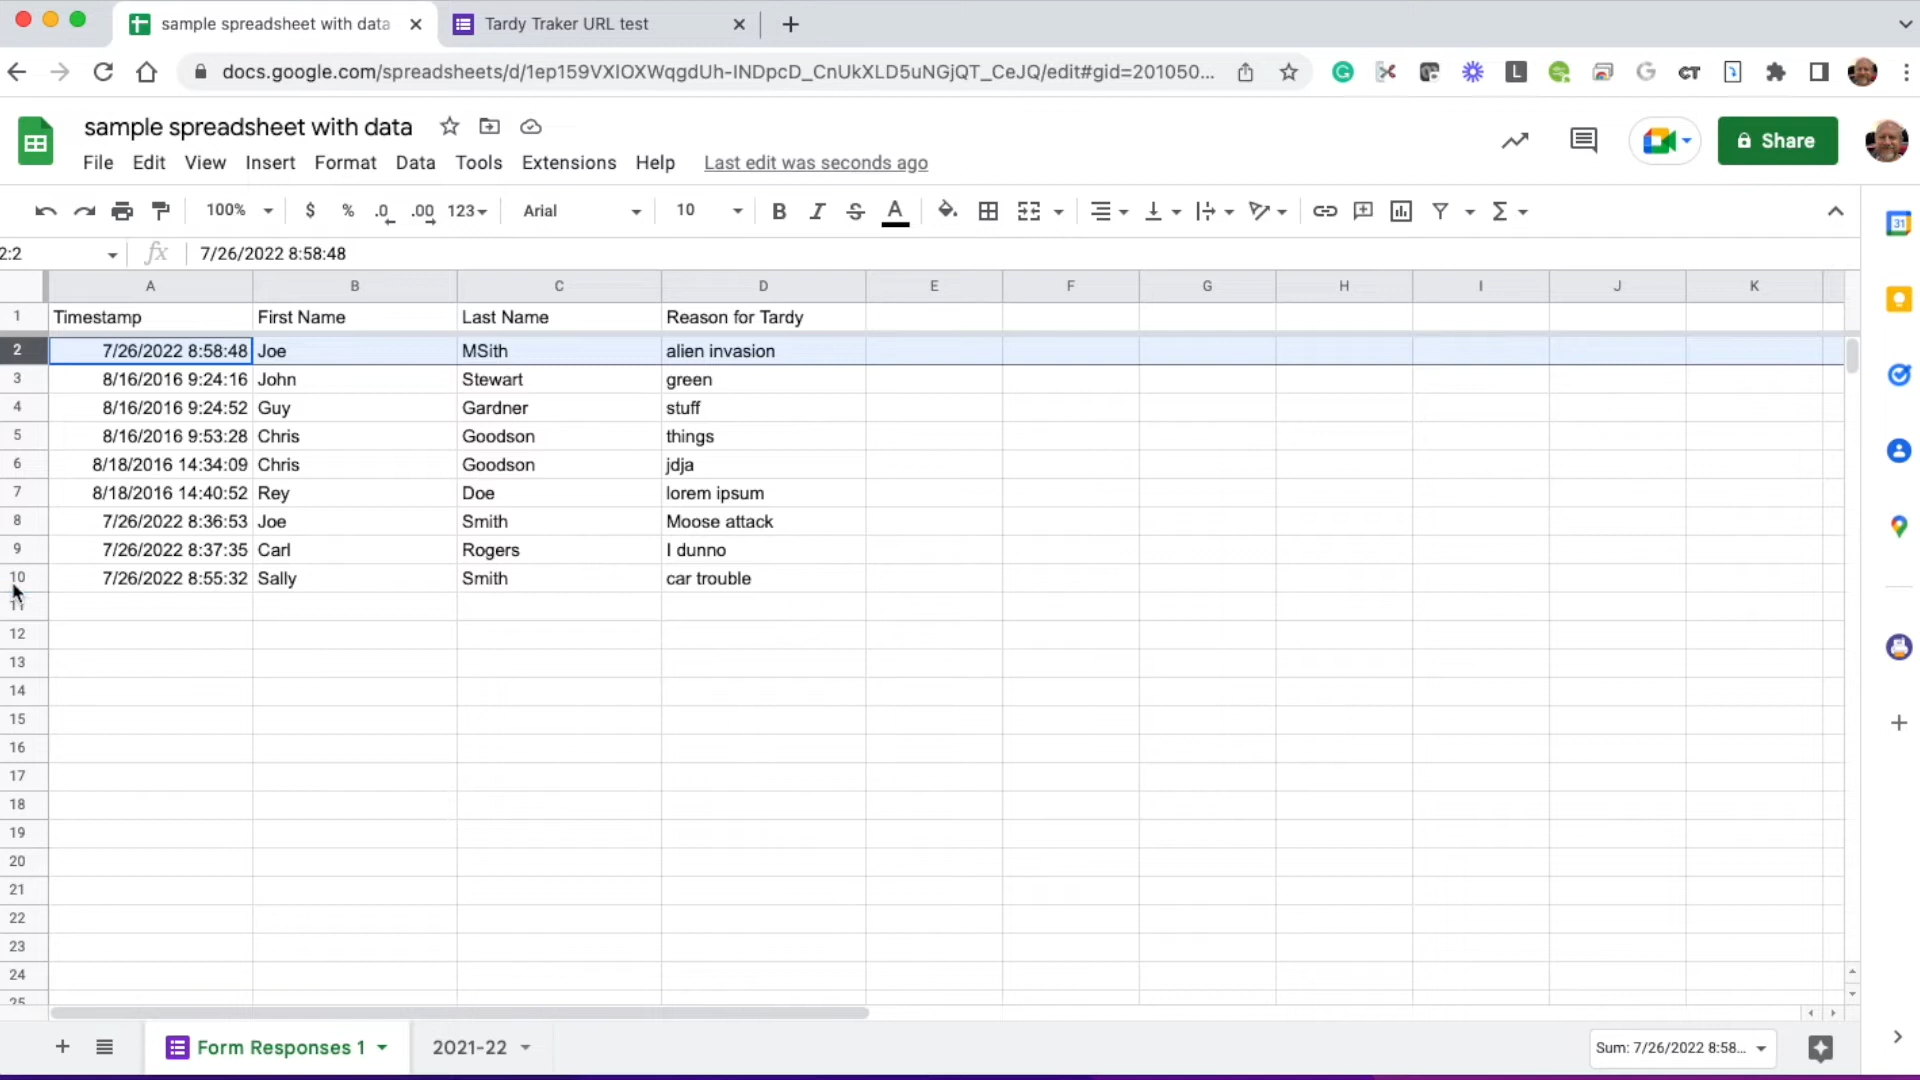 sample spreadsheet with data
Tardy Traker URL test
docs.google.com/spreadsheets/d/1ep159VXlOXWqgdUh-INDpcD_CnUkXLD5uNGjQT_CeJQ/edit#gid=201050...
sample spreadsheet with data
Share
File Edit View Insert Format Data Tools Extensions Help Last edit was seconds ago
100% $ % .0 .00 123 Arial 10 B I S A
2:2 fx 7/26/2022 8:58:48
A B C D E F G H I J K
1 Timestamp First Name Last Name Reason for Tardy
2 7/26/2022 8:58:48 Joe MSith alien invasion
3 8/16/2016 9:24:16 John Stewart green
4 8/16/2016 9:24:52 Guy Gardner stuff
5 8/16/2016 9:53:28 Chris Goodson things
6 8/18/2016 14:34:09 Chris Goodson jdja
7 8/18/2016 14:40:52 Rey Doe lorem ipsum
8 7/26/2022 8:36:53 Joe Smith Moose attack
9 7/26/2022 8:37:35 Carl Rogers I dunno
10 7/26/2022 8:55:32 Sally Smith car trouble
11
12
13
14
15
16
17
18
19
20
21
22
23
24
25
Form Responses 1 2021-22 Sum: 7/26/2022 8:58...